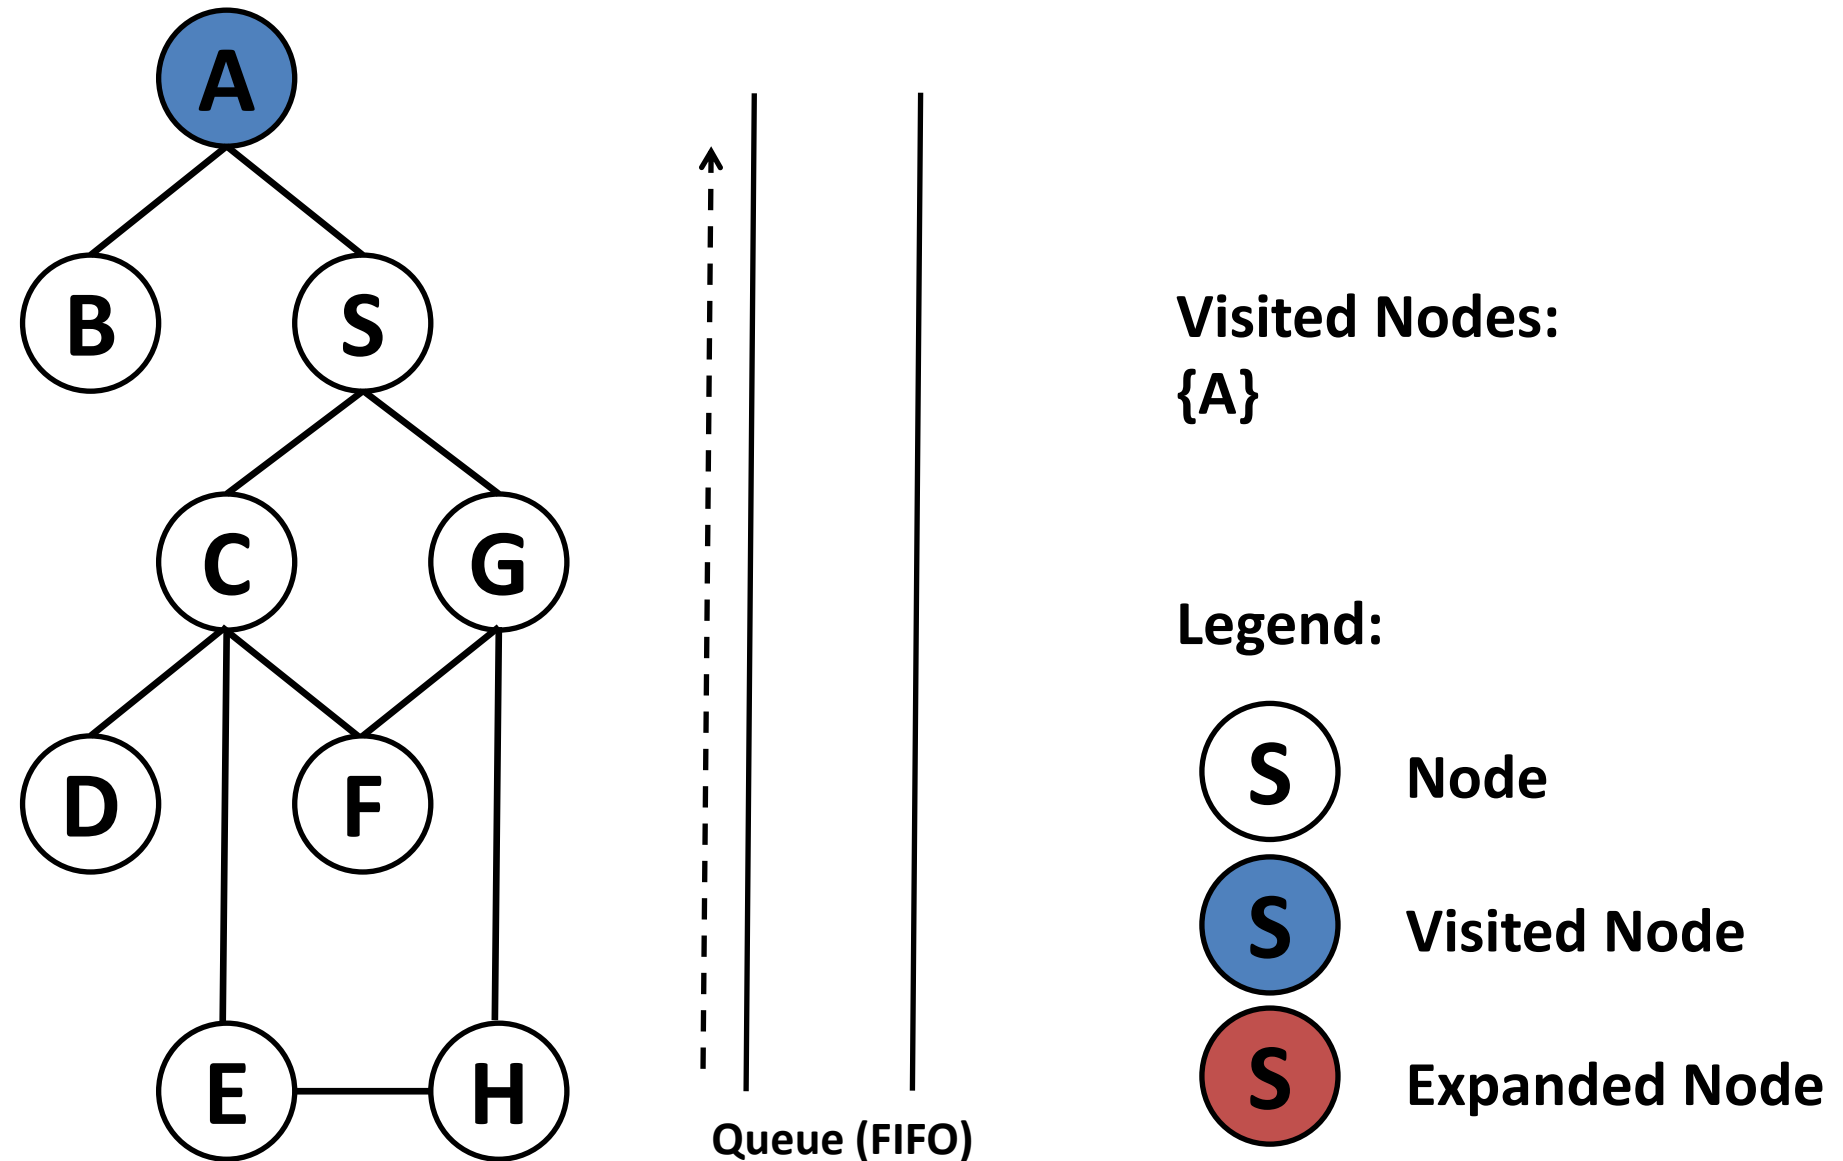 A
B
S
C
G
D
F
E
H
Queue (FIFO)
Visited Nodes:
{A}
Legend:
S Node
S Visited Node
S Expanded Node